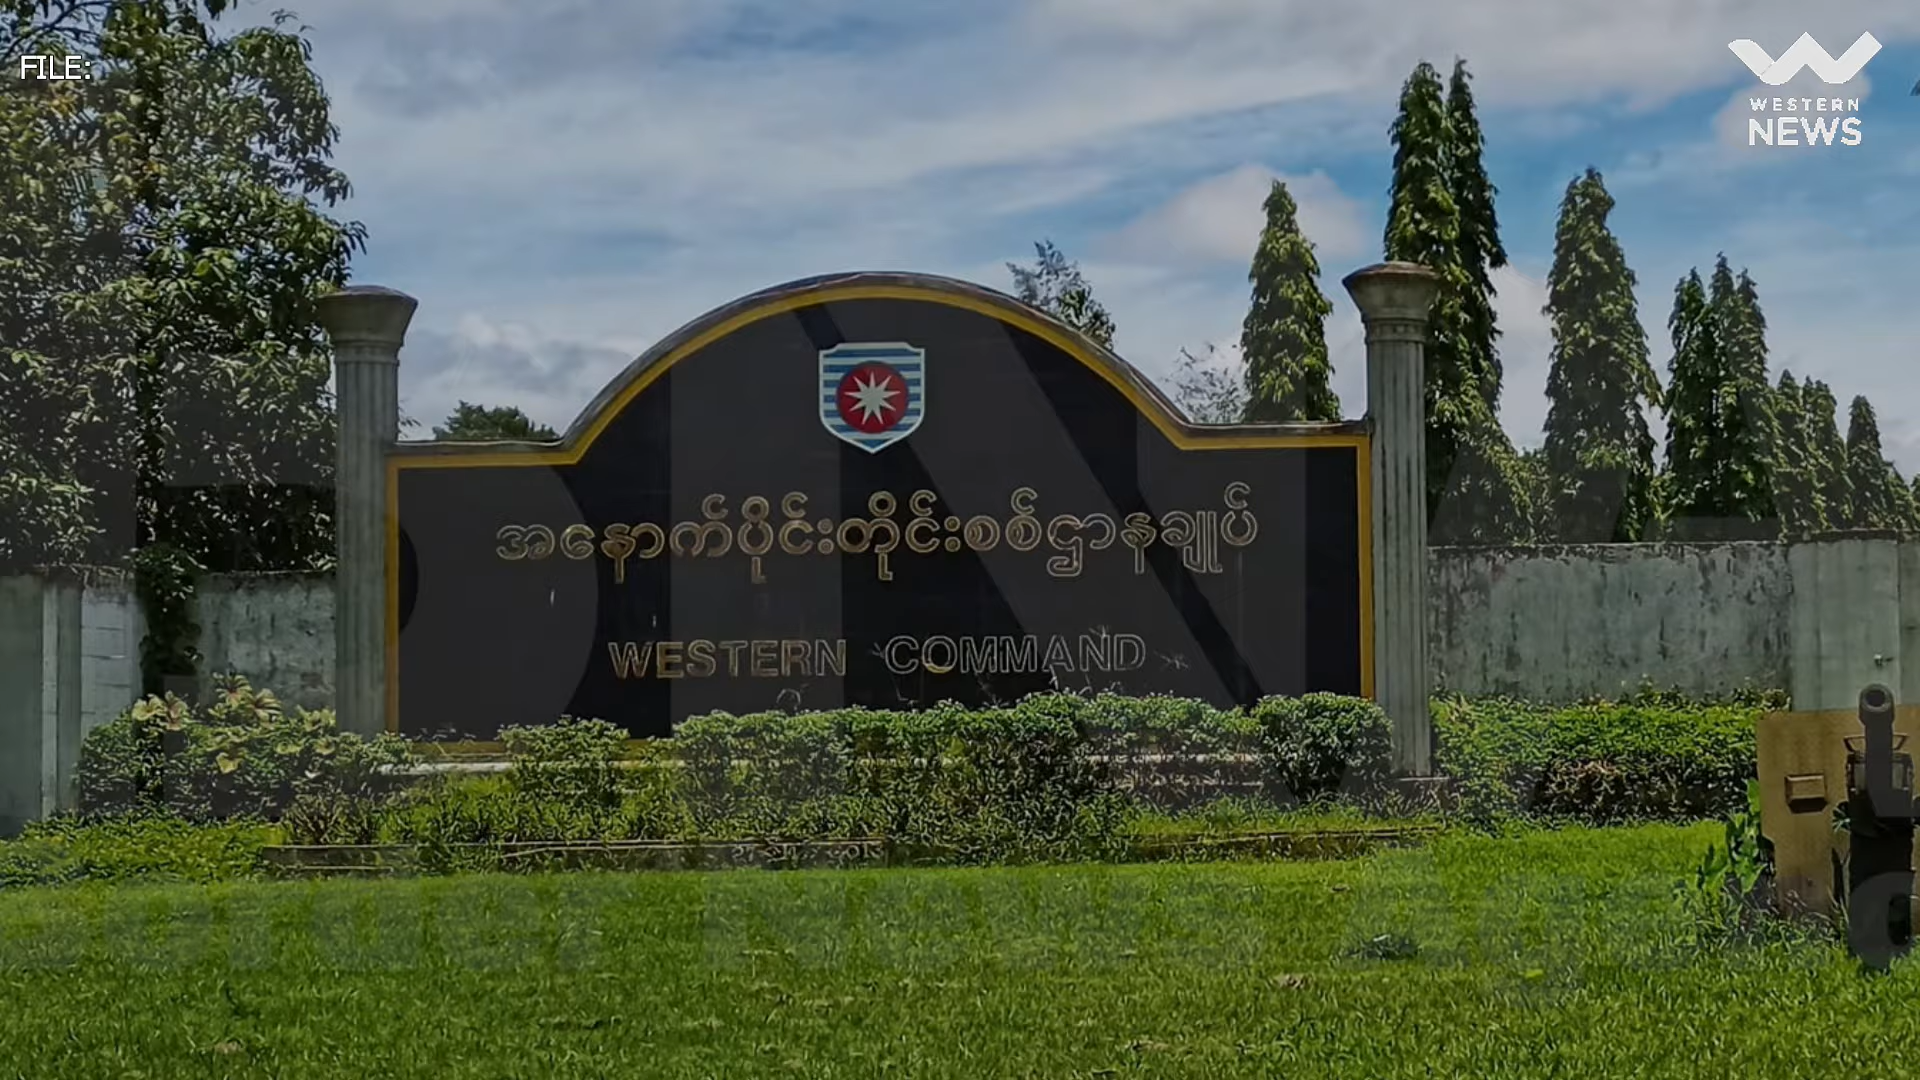 FILE:
WESTERN
NEWS
အနောက်ပိုင်းတိုင်းစစ်ဌာနချုပ်
WESTERN COMMAND